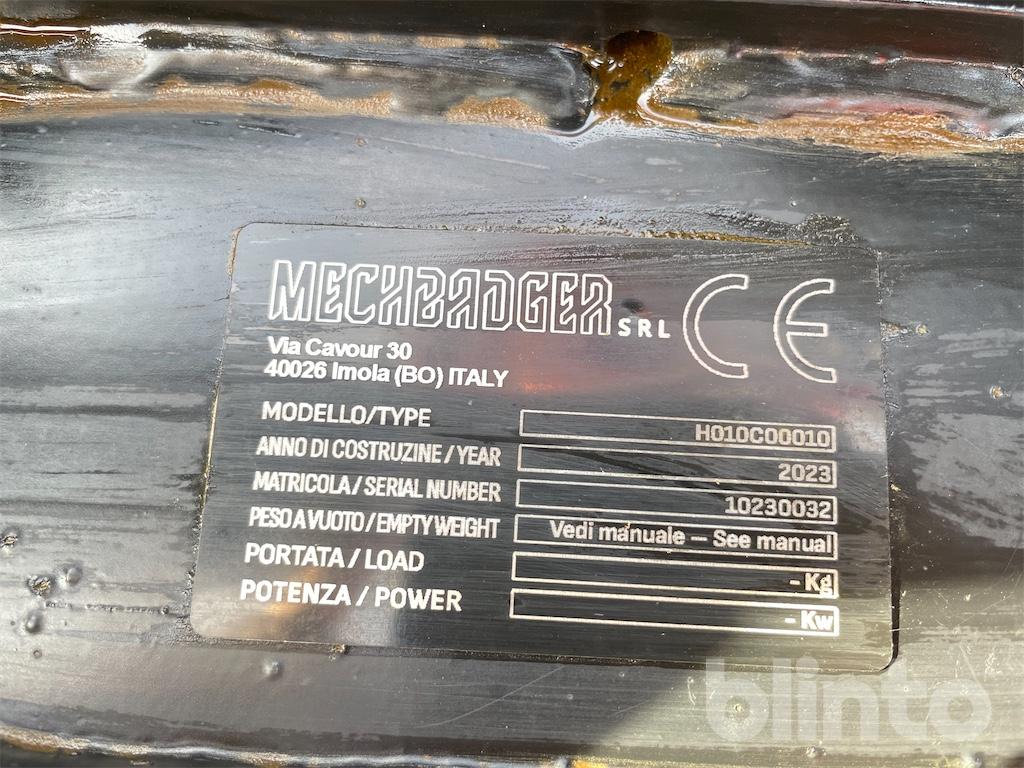 MECHBADGER SRL CE
Via Cavour 30
40026 Imola (BO) ITALY
MODELLO/TYPE H010C00010
ANNO DI COSTRUZINE/YEAR 2023
MATRICOLA/SERIAL NUMBER 10230032
PESO A VUOTO/EMPTY WEIGHT Vedi manuale – See manual
PORTATA/LOAD - Kg
POTENZA/POWER - Kw
blinto